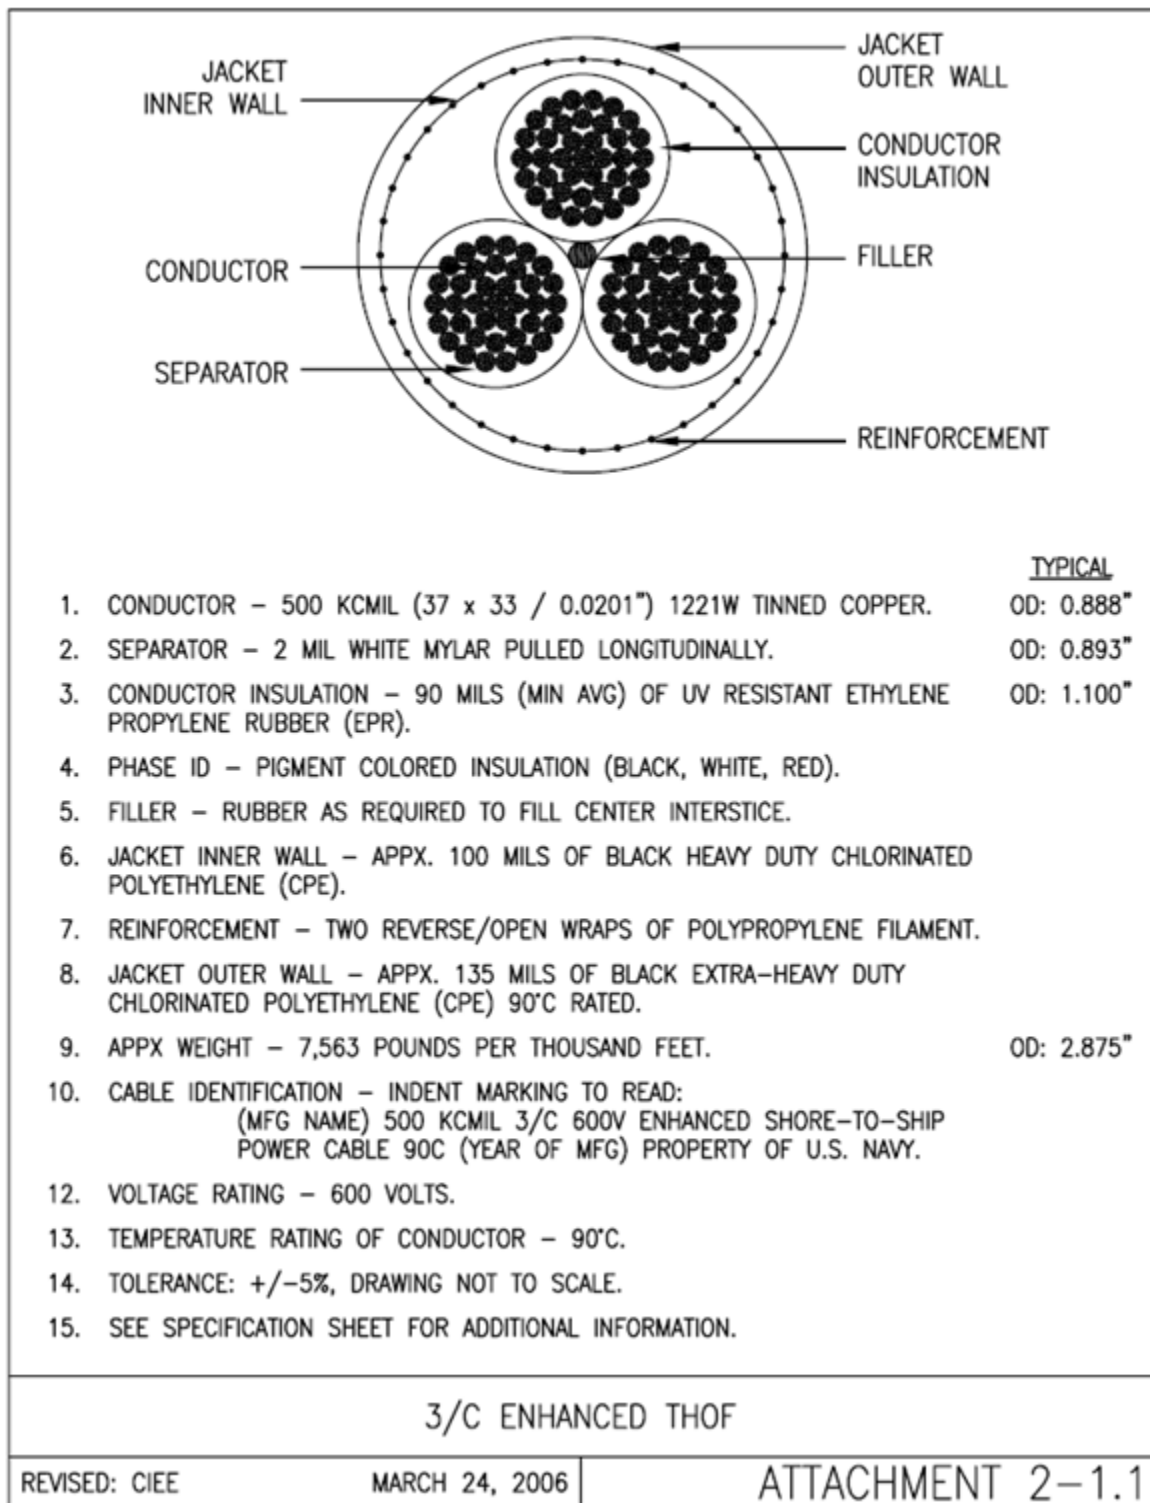 JACKET
INNER WALL
JACKET
OUTER WALL
CONDUCTOR
INSULATION
CONDUCTOR
FILLER
SEPARATOR
REINFORCEMENT
TYPICAL
1. CONDUCTOR – 500 KCMIL (37 x 33 / 0.0201") 1221W TINNED COPPER. OD: 0.888"
2. SEPARATOR – 2 MIL WHITE MYLAR PULLED LONGITUDINALLY. OD: 0.893"
3. CONDUCTOR INSULATION – 90 MILS (MIN AVG) OF UV RESISTANT ETHYLENE OD: 1.100"
PROPYLENE RUBBER (EPR).
4. PHASE ID – PIGMENT COLORED INSULATION (BLACK, WHITE, RED).
5. FILLER – RUBBER AS REQUIRED TO FILL CENTER INTERSTICE.
6. JACKET INNER WALL – APPX. 100 MILS OF BLACK HEAVY DUTY CHLORINATED
POLYETHYLENE (CPE).
7. REINFORCEMENT – TWO REVERSE/OPEN WRAPS OF POLYPROPYLENE FILAMENT.
8. JACKET OUTER WALL – APPX. 135 MILS OF BLACK EXTRA-HEAVY DUTY
CHLORINATED POLYETHYLENE (CPE) 90°C RATED.
9. APPX WEIGHT – 7,563 POUNDS PER THOUSAND FEET. OD: 2.875"
10. CABLE IDENTIFICATION – INDENT MARKING TO READ:
(MFG NAME) 500 KCMIL 3/C 600V ENHANCED SHORE-TO-SHIP
POWER CABLE 90C (YEAR OF MFG) PROPERTY OF U.S. NAVY.
12. VOLTAGE RATING – 600 VOLTS.
13. TEMPERATURE RATING OF CONDUCTOR – 90°C.
14. TOLERANCE: +/-5%, DRAWING NOT TO SCALE.
15. SEE SPECIFICATION SHEET FOR ADDITIONAL INFORMATION.
3/C ENHANCED THOF
REVISED: CIEE MARCH 24, 2006 ATTACHMENT 2-1.1